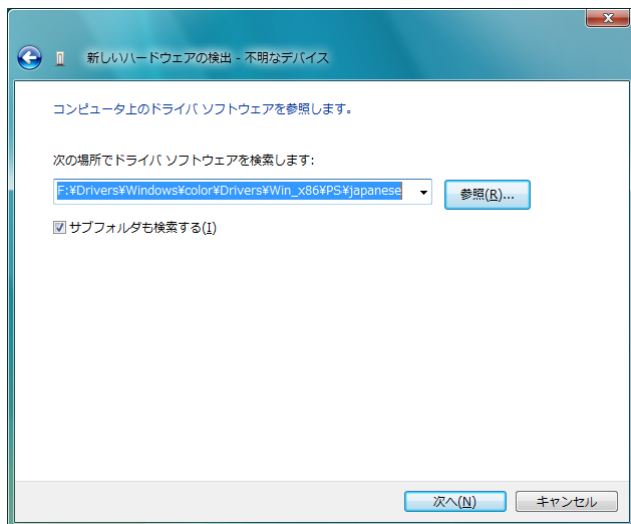 新しいハードウェアの検出 - 不明なデバイス
コンピュータ上のドライバ ソフトウェアを参照します。
次の場所でドライバ ソフトウェアを検索します:
F:¥Drivers¥Windows¥color¥Drivers¥Win_x86¥PS¥japanese
参照(R)...
サブフォルダも検索する(I)
次へ(N)
キャンセル